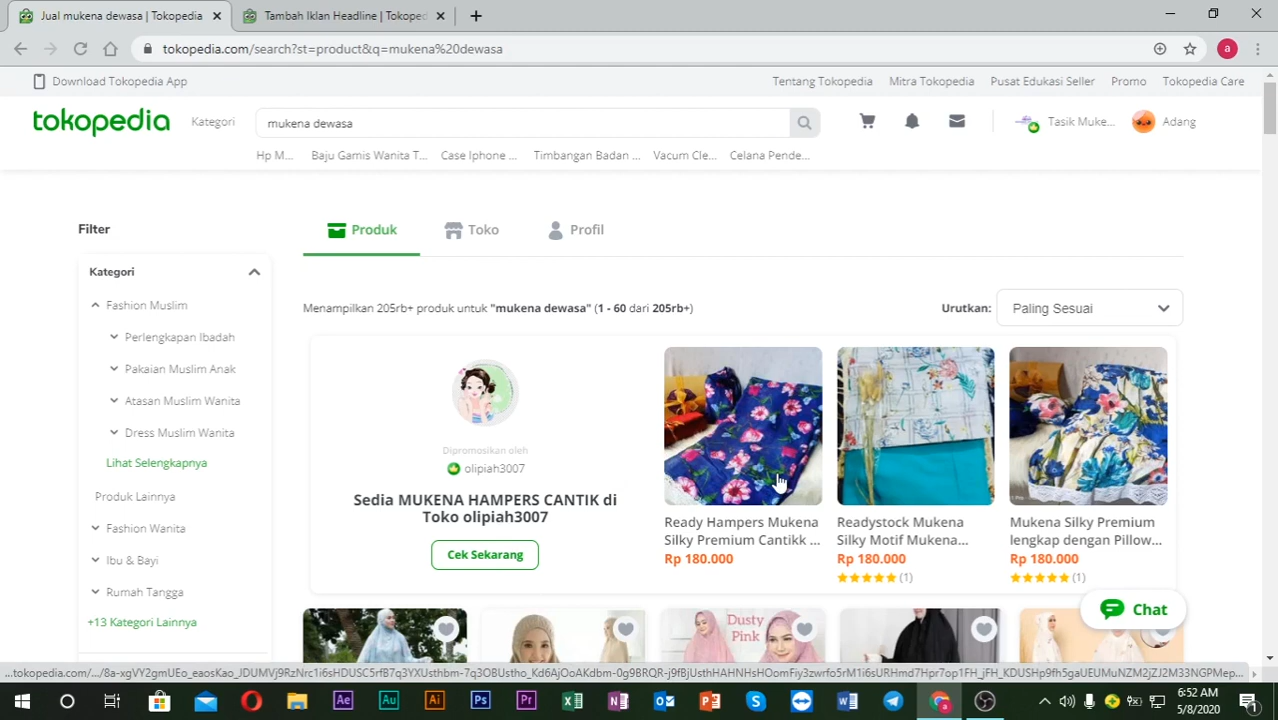 Jual mukena dewasa | Tokopedia
Tambah Iklan Headline | Tokoped
tokopedia.com/search?st=product&q=mukena%20dewasa
a
Download Tokopedia App
Tentang Tokopedia
Mitra Tokopedia
Pusat Edukasi Seller
Promo
Tokopedia Care
tokopedia
Kategori
mukena dewasa
Tasik Muke...
Adang
Hp M...
Baju Gamis Wanita T...
Case Iphone ...
Timbangan Badan ...
Vacum Cle...
Celana Pende...
Filter
Produk
Toko
Profil
Kategori
Fashion Muslim
Perlengkapan Ibadah
Pakaian Muslim Anak
Atasan Muslim Wanita
Dress Muslim Wanita
Lihat Selengkapnya
Produk Lainnya
Fashion Wanita
Ibu & Bayi
Rumah Tangga
+13 Kategori Lainnya
Menampilkan 205rb+ produk untuk "mukena dewasa" (1 - 60 dari 205rb+)
Urutkan:
Paling Sesuai
Dipromosikan oleh
olipiah3007
Sedia MUKENA HAMPERS CANTIK di
Toko olipiah3007
Cek Sekarang
Ready Hampers Mukena
Silky Premium Cantikk ...
Rp 180.000
Readystock Mukena
Silky Motif Mukena...
Rp 180.000
(1)
Mukena Silky Premium
lengkap dengan Pillow...
Rp 180.000
(1)
Dusty
Pink
Chat
Ae
Au
Ai
Ps
Pr
6:52 AM
5/8/2020
1